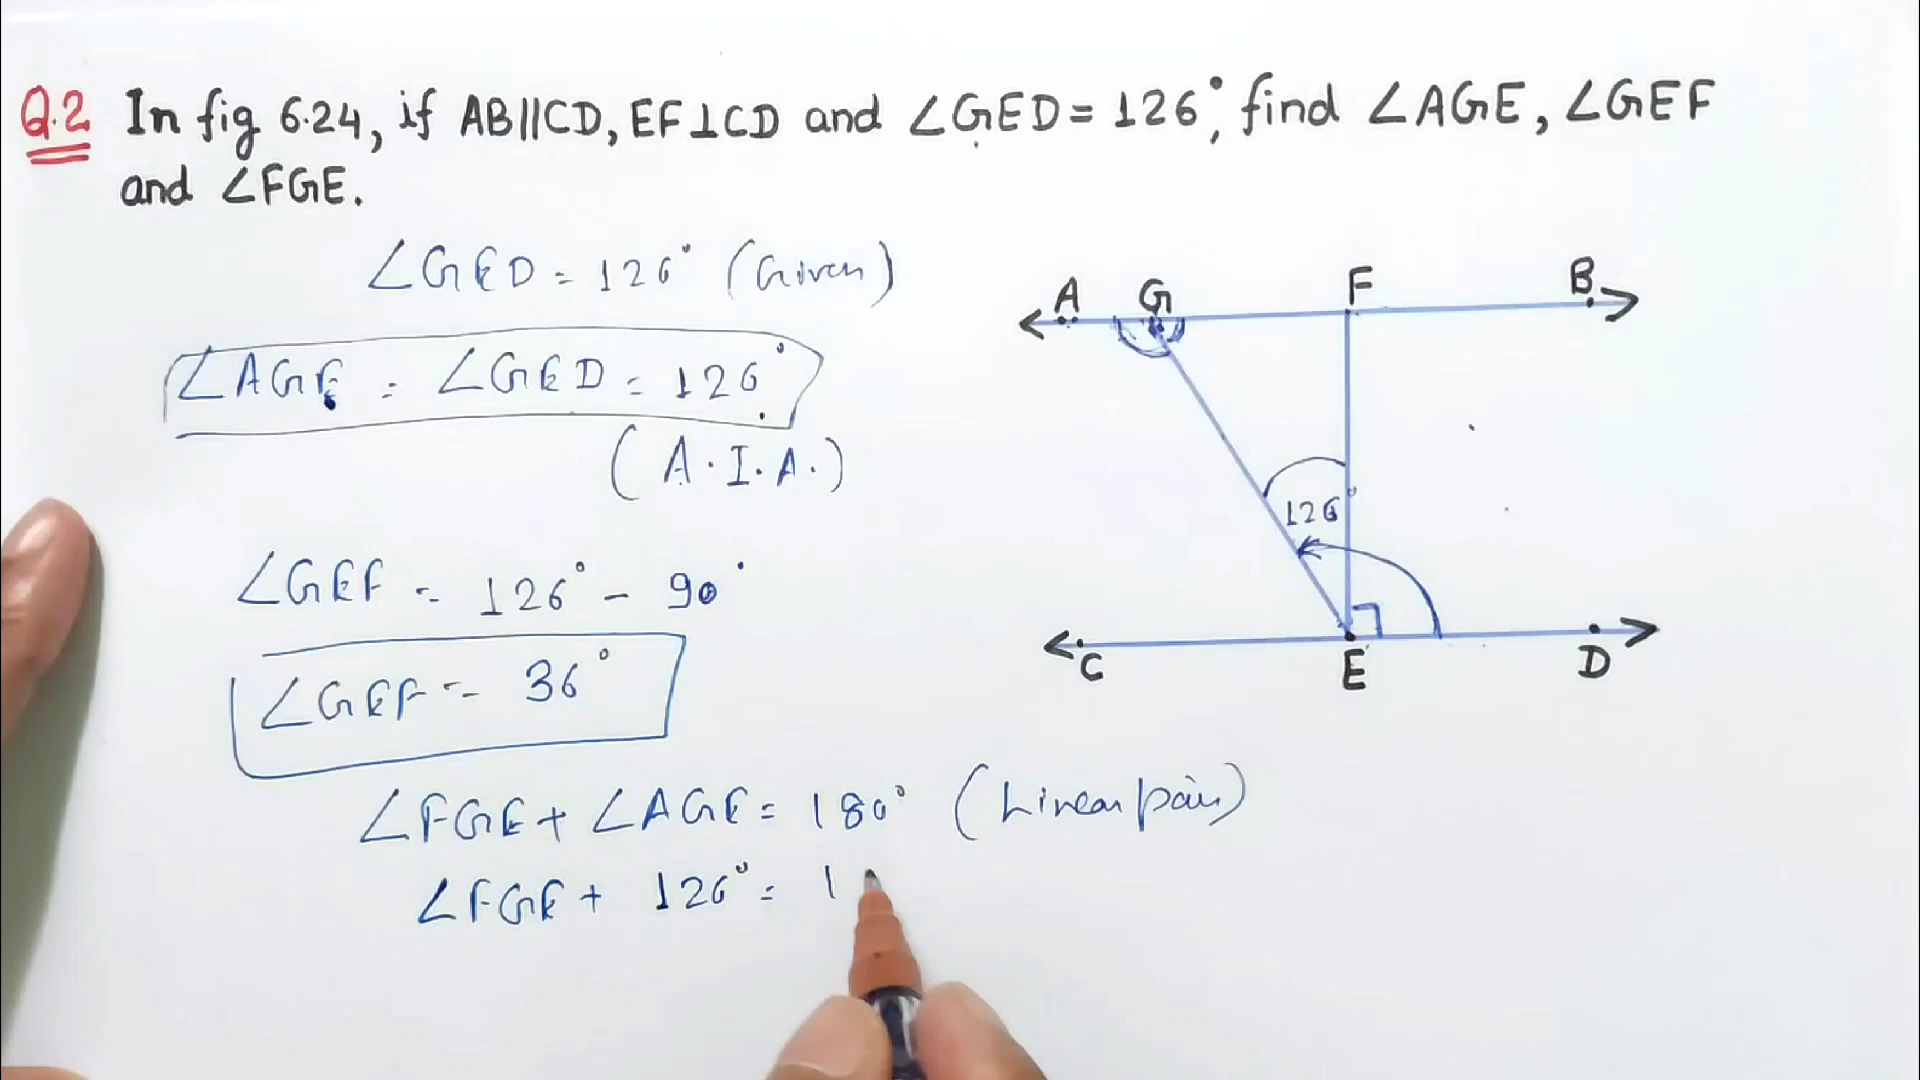 Q.2 In fig 6.24, if AB||CD, EF⊥CD and ∠GED = 126°, find ∠AGE, ∠GEF
and ∠FGE.
∠GED = 126° (Given)
∠AGE = ∠GED = 126°
(A.I.A.)
∠GEF = 126° - 90°
∠GEF = 36°
∠FGE + ∠AGE = 180° (Linear pair)
∠FGE + 126° = 1
A G F B
126°
C E D